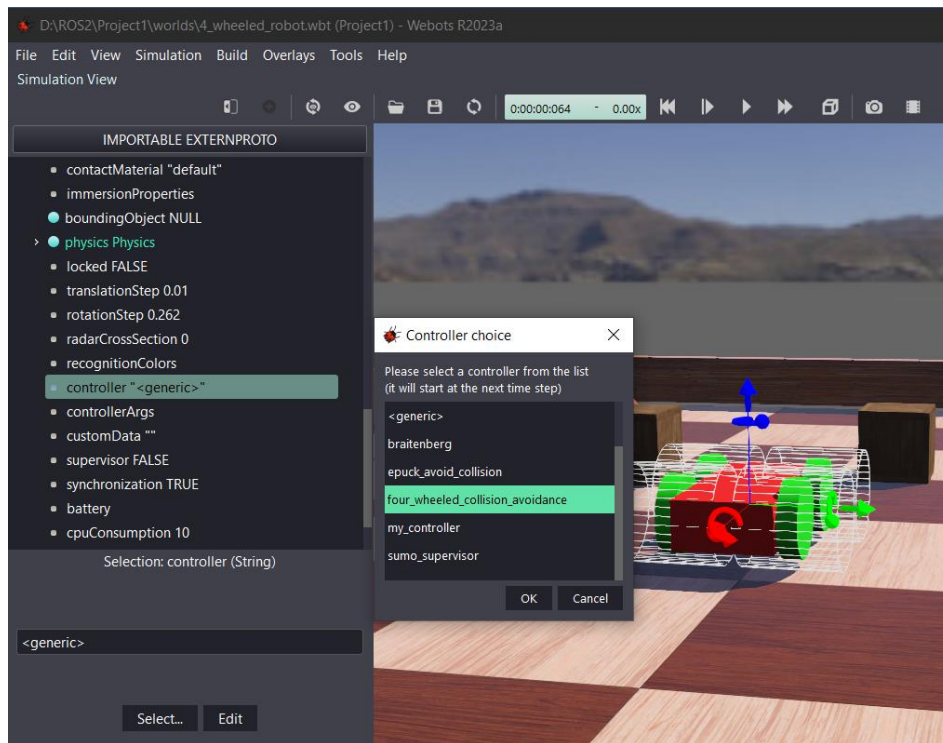 D:\ROS2\Project1\worlds\4_wheeled_robot.wbt (Project1) - Webots R2023a
File Edit View Simulation Build Overlays Tools Help
Simulation View
0:00:00:064 - 0.00x
IMPORTABLE EXTERNPROTO
contactMaterial "default"
immersionProperties
boundingObject NULL
physics Physics
locked FALSE
translationStep 0.01
rotationStep 0.262
radarCrossSection 0
recognitionColors
controller "<generic>"
controllerArgs
customData ""
supervisor FALSE
synchronization TRUE
battery
cpuConsumption 10
Selection: controller (String)
<generic>
Select... Edit
Controller choice
Please select a controller from the list
(it will start at the next time step)
<generic>
braitenberg
epuck_avoid_collision
four_wheeled_collision_avoidance
my_controller
sumo_supervisor
OK Cancel